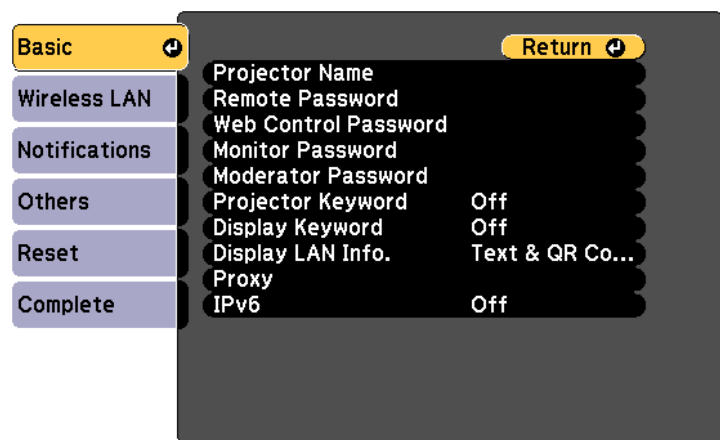 Basic
Wireless LAN
Notifications
Others
Reset
Complete
Return
Projector Name
Remote Password
Web Control Password
Monitor Password
Moderator Password
Projector Keyword Off
Display Keyword Off
Display LAN Info. Text & QR Co...
Proxy
IPv6 Off